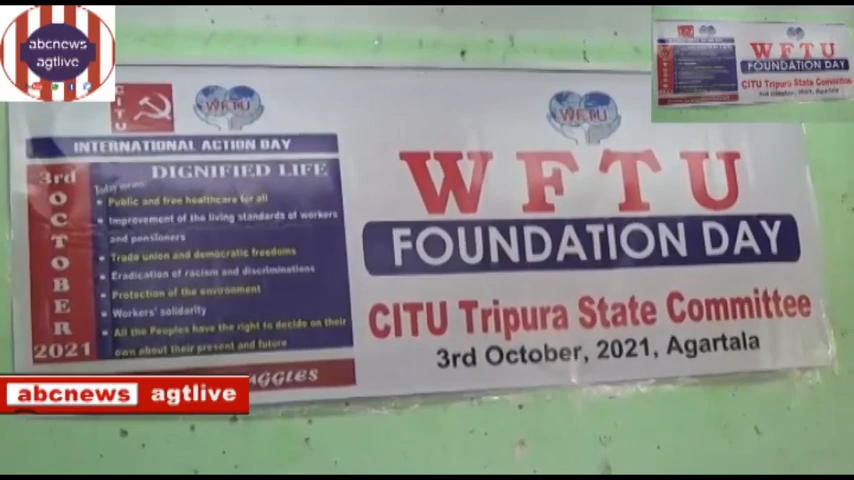 abcnews
agtlive
CITU
WFTU
INTERNATIONAL ACTION DAY
3rd
OCTOBER
2021
DIGNIFIED LIFE
Today means:
Public and free healthcare for all
Improvement of the living standards of workers
and pensioners
Trade union and democratic freedoms
Eradication of racism and discriminations
Protection of the environment
Workers' solidarity
All the Peoples have the right to decide on their
own about their present and future
WFTU
WFTU
FOUNDATION DAY
CITU Tripura State Committee
3rd October, 2021, Agartala
WFTU
FOUNDATION DAY
CITU Tripura State Committee
abcnews agtlive